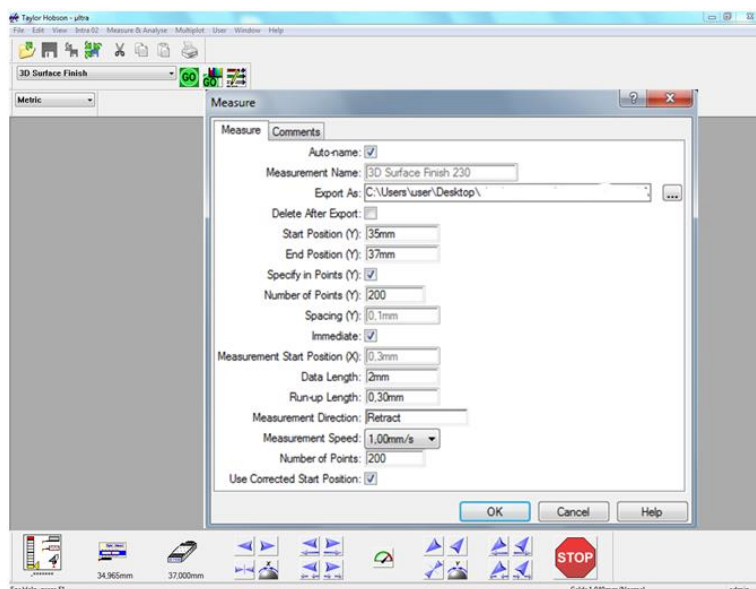 Taylor Hobson - µltra
File Edit View Intra 02 Measure & Analyse Multiplot User Window Help
3D Surface Finish
GO GO
Metric
Measure
Measure Comments
Auto-name:
Measurement Name: 3D Surface Finish 230
Export As: C:\Users\user\Desktop\ ...
Delete After Export:
Start Position (Y): 35mm
End Position (Y): 37mm
Specify in Points (Y):
Number of Points (Y): 200
Spacing (Y): 0,1mm
Immediate:
Measurement Start Position (X): 0,3mm
Data Length: 2mm
Run-up Length: 0,30mm
Measurement Direction: Retract
Measurement Speed: 1,00mm/s
Number of Points: 200
Use Corrected Start Position:
OK Cancel Help
STOP
34,965mm 37,000mm